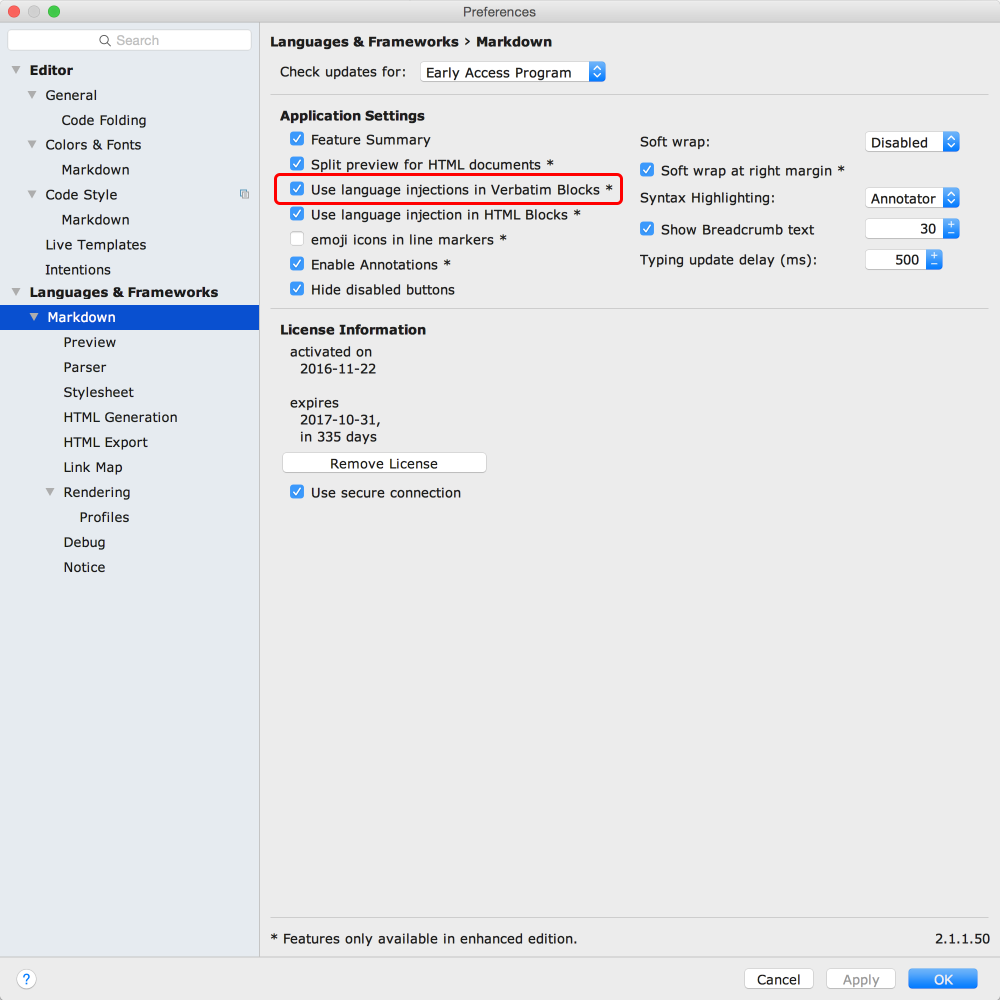 Preferences
Search
Editor
General
Code Folding
Colors & Fonts
Markdown
Code Style
Markdown
Live Templates
Intentions
Languages & Frameworks
Markdown
Preview
Parser
Stylesheet
HTML Generation
HTML Export
Link Map
Rendering
Profiles
Debug
Notice
Languages & Frameworks › Markdown
Check updates for: Early Access Program
Application Settings
Feature Summary
Split preview for HTML documents *
Use language injections in Verbatim Blocks *
Use language injection in HTML Blocks *
emoji icons in line markers *
Enable Annotations *
Hide disabled buttons
Soft wrap: Disabled
Soft wrap at right margin *
Syntax Highlighting: Annotator
Show Breadcrumb text 30
Typing update delay (ms): 500
License Information
activated on
2016-11-22
expires
2017-10-31,
in 335 days
Remove License
Use secure connection
* Features only available in enhanced edition. 2.1.1.50
? Cancel Apply OK